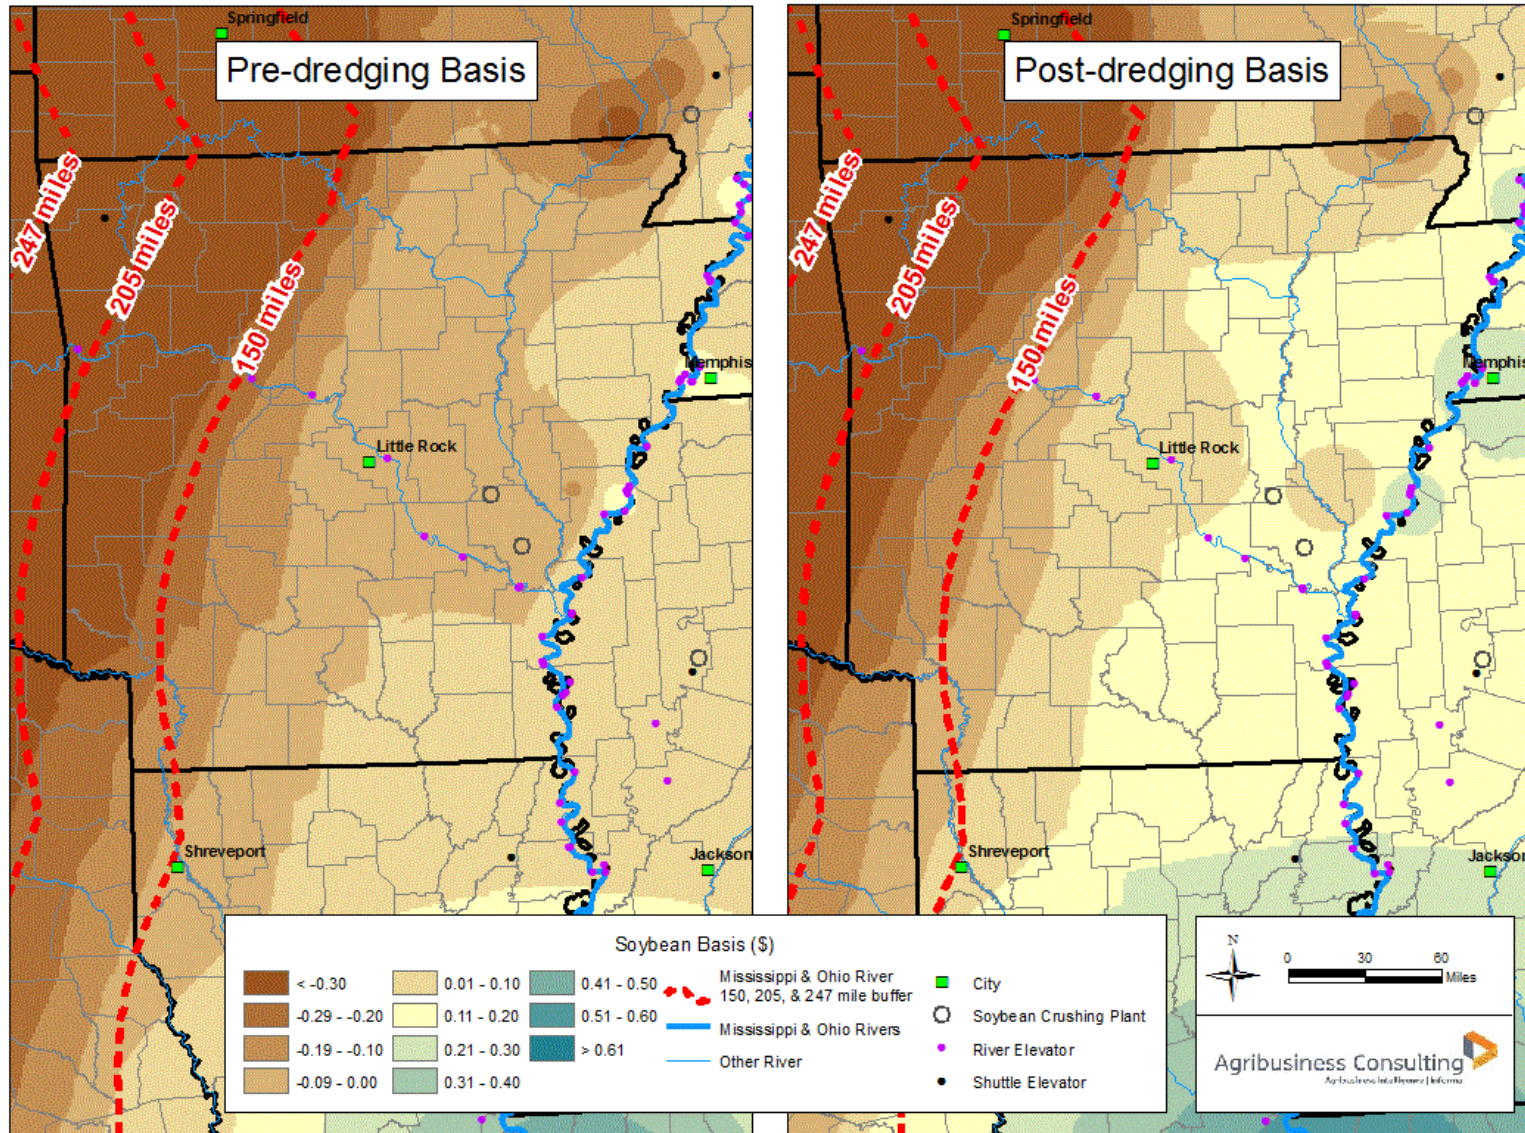 Springfield
Pre-dredging Basis
247 miles
205 miles
150 miles
Memphis
Little Rock
Shreveport
Jackson
Springfield
Post-dredging Basis
247 miles
205 miles
150 miles
Memphis
Little Rock
Shreveport
Jackson
Soybean Basis ($)
< -0.30
-0.29 - -0.20
-0.19 - -0.10
-0.09 - 0.00
0.01 - 0.10
0.11 - 0.20
0.21 - 0.30
0.31 - 0.40
0.41 - 0.50
0.51 - 0.60
> 0.61
Mississippi & Ohio River
150, 205, & 247 mile buffer
Mississippi & Ohio Rivers
Other River
City
Soybean Crushing Plant
River Elevator
Shuttle Elevator
N
0 30 60
Miles
Agribusiness Consulting
Agribusiness Intelligence | Informa